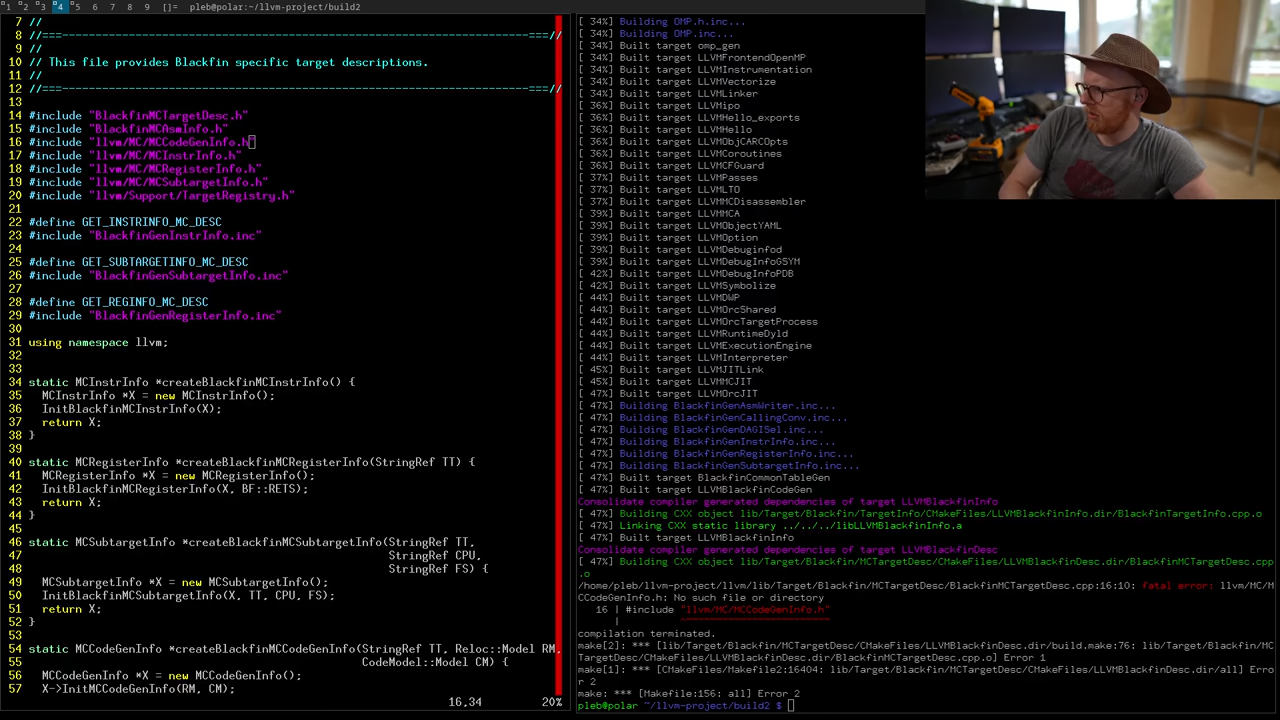 1 2 3 4 5 6 7 8 9 []= pleb@polar:~/llvm-project/build2
7 //
8 //===----------------------------------------------------------------------===//
9 //
10 // This file provides Blackfin specific target descriptions.
11 //
12 //===----------------------------------------------------------------------===//
13
14 #include "BlackfinMCTargetDesc.h"
15 #include "BlackfinMCAsmInfo.h"
16 #include "llvm/MC/MCCodeGenInfo.h"
17 #include "llvm/MC/MCInstrInfo.h"
18 #include "llvm/MC/MCRegisterInfo.h"
19 #include "llvm/MC/MCSubtargetInfo.h"
20 #include "llvm/Support/TargetRegistry.h"
21
22 #define GET_INSTRINFO_MC_DESC
23 #include "BlackfinGenInstrInfo.inc"
24
25 #define GET_SUBTARGETINFO_MC_DESC
26 #include "BlackfinGenSubtargetInfo.inc"
27
28 #define GET_REGINFO_MC_DESC
29 #include "BlackfinGenRegisterInfo.inc"
30
31 using namespace llvm;
32
33
34 static MCInstrInfo *createBlackfinMCInstrInfo() {
35   MCInstrInfo *X = new MCInstrInfo();
36   InitBlackfinMCInstrInfo(X);
37   return X;
38 }
39
40 static MCRegisterInfo *createBlackfinMCRegisterInfo(StringRef TT) {
41   MCRegisterInfo *X = new MCRegisterInfo();
42   InitBlackfinMCRegisterInfo(X, BF::RETS);
43   return X;
44 }
45
46 static MCSubtargetInfo *createBlackfinMCSubtargetInfo(StringRef TT,
47                                                       StringRef CPU,
48                                                       StringRef FS) {
49   MCSubtargetInfo *X = new MCSubtargetInfo();
50   InitBlackfinMCSubtargetInfo(X, TT, CPU, FS);
51   return X;
52 }
53
54 static MCCodeGenInfo *createBlackfinMCCodeGenInfo(StringRef TT, Reloc::Model RM,
55                                                   CodeModel::Model CM) {
56   MCCodeGenInfo *X = new MCCodeGenInfo();
57   X->InitMCCodeGenInfo(RM, CM);
16,34 20%
[ 34%] Building OMP.h.inc...
[ 34%] Building OMP.inc...
[ 34%] Built target omp_gen
[ 34%] Built target LLVMFrontendOpenMP
[ 34%] Built target LLVMInstrumentation
[ 34%] Built target LLVMVectorize
[ 34%] Built target LLVMLinker
[ 36%] Built target LLVMipo
[ 36%] Built target LLVMHello_exports
[ 36%] Built target LLVMHello
[ 36%] Built target LLVMObjCARCOpts
[ 36%] Built target LLVMCoroutines
[ 36%] Built target LLVMCFGuard
[ 37%] Built target LLVMPasses
[ 37%] Built target LLVMLTO
[ 37%] Built target LLVMMCDisassembler
[ 39%] Built target LLVMMCA
[ 39%] Built target LLVMObjectYAML
[ 39%] Built target LLVMOption
[ 39%] Built target LLVMDebuginfod
[ 39%] Built target LLVMDebugInfoGSYM
[ 42%] Built target LLVMDebugInfoPDB
[ 42%] Built target LLVMSymbolize
[ 44%] Built target LLVMDWP
[ 44%] Built target LLVMOrcShared
[ 44%] Built target LLVMOrcTargetProcess
[ 44%] Built target LLVMRuntimeDyld
[ 44%] Built target LLVMExecutionEngine
[ 44%] Built target LLVMInterpreter
[ 45%] Built target LLVMJITLink
[ 45%] Built target LLVMMCJIT
[ 47%] Built target LLVMOrcJIT
[ 47%] Building BlackfinGenAsmWriter.inc...
[ 47%] Building BlackfinGenCallingConv.inc...
[ 47%] Building BlackfinGenDAGISel.inc...
[ 47%] Building BlackfinGenInstrInfo.inc...
[ 47%] Building BlackfinGenRegisterInfo.inc...
[ 47%] Building BlackfinGenSubtargetInfo.inc...
[ 47%] Built target BlackfinCommonTableGen
[ 47%] Built target LLVMBlackfinCodeGen
Consolidate compiler generated dependencies of target LLVMBlackfinInfo
[ 47%] Building CXX object lib/Target/Blackfin/TargetInfo/CMakeFiles/LLVMBlackfinInfo.dir/BlackfinTargetInfo.cpp.o
[ 47%] Linking CXX static library ../../../libLLVMBlackfinInfo.a
[ 47%] Built target LLVMBlackfinInfo
Consolidate compiler generated dependencies of target LLVMBlackfinDesc
[ 47%] Building CXX object lib/Target/Blackfin/MCTargetDesc/CMakeFiles/LLVMBlackfinDesc.dir/BlackfinMCTargetDesc.cpp
.o
/home/pleb/llvm-project/llvm/lib/Target/Blackfin/MCTargetDesc/BlackfinMCTargetDesc.cpp:16:10: fatal error: llvm/MC/M
CCodeGenInfo.h: No such file or directory
16 | #include "llvm/MC/MCCodeGenInfo.h"
| ~~~~~~~~~~~~~~~~~~~~~~~~~
compilation terminated.
make[2]: *** [lib/Target/Blackfin/MCTargetDesc/CMakeFiles/LLVMBlackfinDesc.dir/build.make:76: lib/Target/Blackfin/MC
TargetDesc/CMakeFiles/LLVMBlackfinDesc.dir/BlackfinMCTargetDesc.cpp.o] Error 1
make[1]: *** [CMakeFiles/Makefile2:16404: lib/Target/Blackfin/MCTargetDesc/CMakeFiles/LLVMBlackfinDesc.dir/all] Erro
r 2
make: *** [Makefile:156: all] Error 2
pleb@polar ~/llvm-project/build2 $